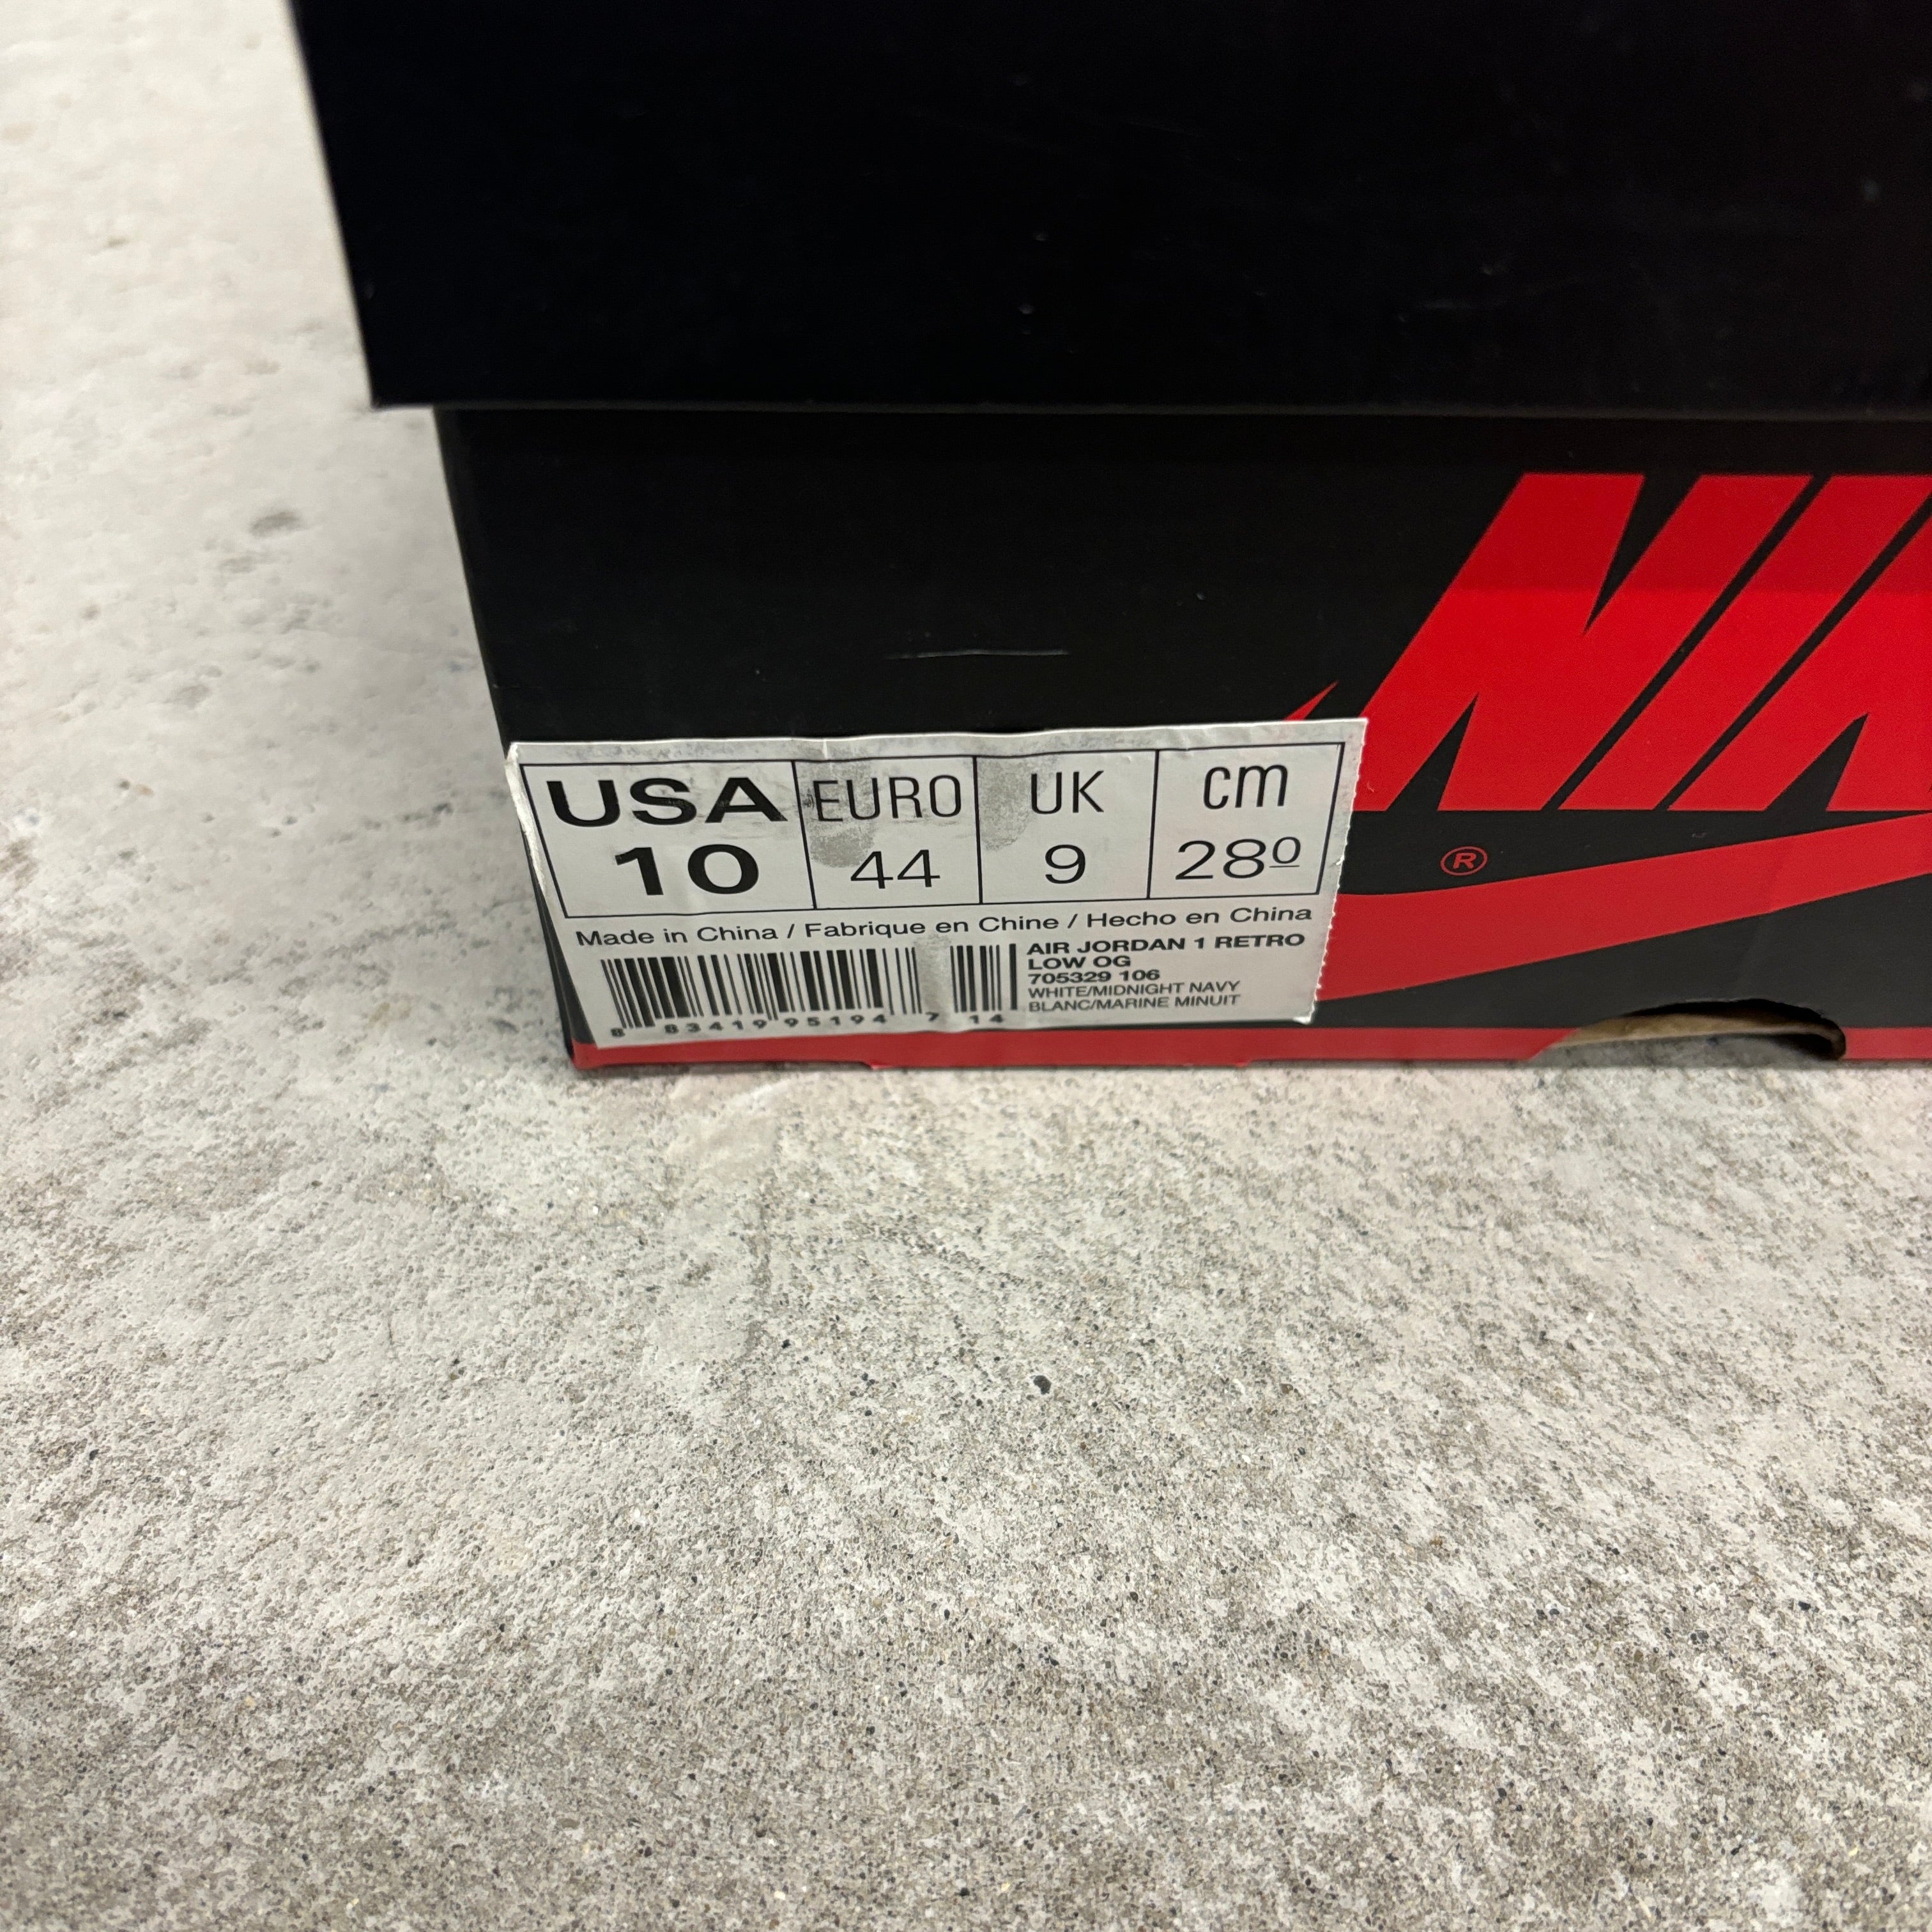 NIK
®
USA EURO UK cm
10 44 9 28º
Made in China / Fabrique en Chine / Hecho en China
AIR JORDAN 1 RETRO
LOW OG
705329 106
WHITE/MIDNIGHT NAVY
BLANC/MARINE MINUIT
8 83419 95194 7 14